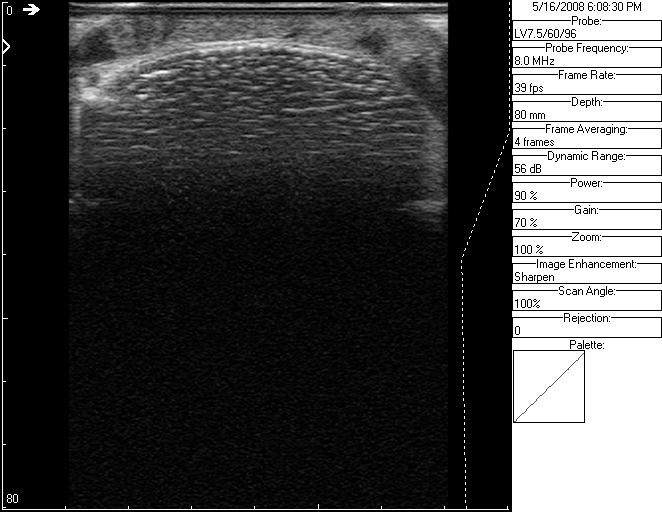 0
80
5/16/2008 6:08:30 PM
Probe:
LV7.5/60/96
Probe Frequency:
8.0 MHz
Frame Rate:
39 fps
Depth:
80 mm
Frame Averaging:
4 frames
Dynamic Range:
56 dB
Power:
90 %
Gain:
70 %
Zoom:
100 %
Image Enhancement:
Sharpen
Scan Angle:
100%
Rejection:
0
Palette: